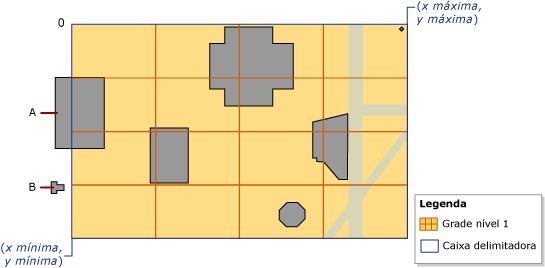 0
(x máxima,
y máxima)
A
B
(x mínima,
y mínima)
Legenda
Grade nível 1
Caixa delimitadora